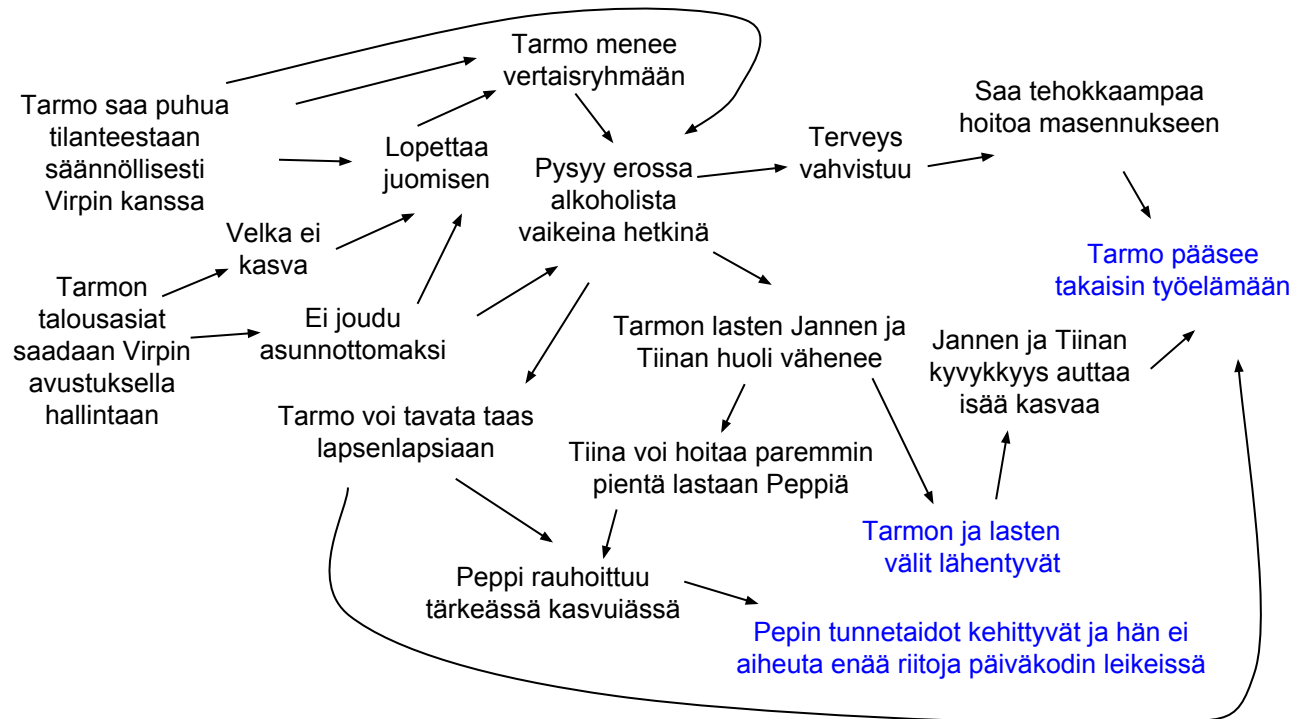 Tarmo menee
vertaisryhmään
Tarmo saa puhua
tilanteestaan
säännöllisesti
Virpin kanssa
Lopettaa
juomisen
Pysyy erossa
alkoholista
vaikeina hetkinä
Terveys
vahvistuu
Saa tehokkaampaa
hoitoa masennukseen
Tarmo pääsee
takaisin työelämään
Velka ei
kasva
Tarmon
talousasiat
saadaan Virpin
avustuksella
hallintaan
Ei joudu
asunnottomaksi
Tarmon lasten Jannen ja
Tiinan huoli vähenee
Jannen ja Tiinan
kyvykkyys auttaa
isää kasvaa
Tarmo voi tavata taas
lapsenlapsiaan
Tiina voi hoitaa paremmin
pientä lastaan Peppiä
Tarmon ja lasten
välit lähentyvät
Peppi rauhoittuu
tärkeässä kasvuiässä
Pepin tunnetaidot kehittyvät ja hän ei
aiheuta enää riitoja päiväkodin leikeissä